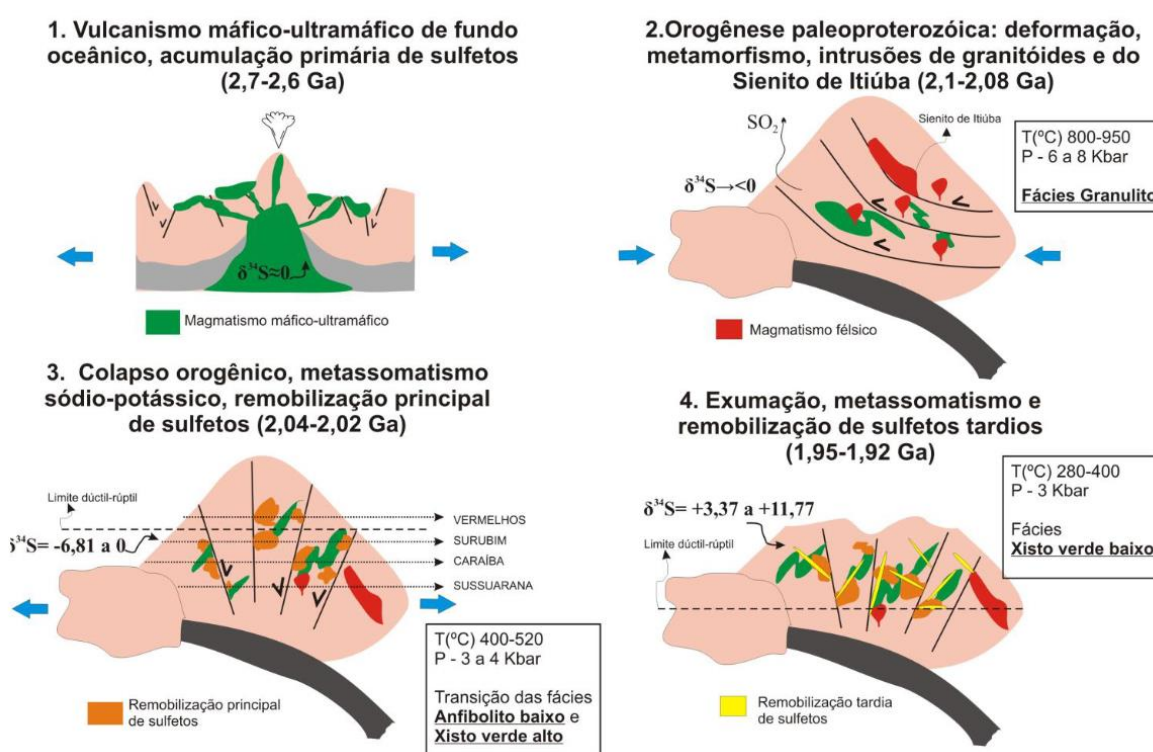 1. Vulcanismo máfico-ultramáfico de fundo
oceânico, acumulação primária de sulfetos
(2,7-2,6 Ga)
δ³⁴S≈0
Magmatismo máfico-ultramáfico
2.Orogênese paleoproterozóica: deformação,
metamorfismo, intrusões de granitóides e do
Sienito de Itiúba (2,1-2,08 Ga)
SO₂
Sienito de Itiúba
δ³⁴S→<0
T(ºC) 800-950
P - 6 a 8 Kbar
Fácies Granulito
Magmatismo félsico
3. Colapso orogênico, metassomatismo
sódio-potássico, remobilização principal
de sulfetos (2,04-2,02 Ga)
Limite dúctil-rúptil
δ³⁴S= -6,81 a 0
VERMELHOS
SURUBIM
CARAÍBA
SUSSUARANA
T(ºC) 400-520
P - 3 a 4 Kbar
Transição das fácies
Anfibolito baixo e
Xisto verde alto
Remobilização principal
de sulfetos
4. Exumação, metassomatismo e
remobilização de sulfetos tardios
(1,95-1,92 Ga)
δ³⁴S= +3,37 a +11,77
Limite dúctil-rúptil
T(ºC) 280-400
P - 3 Kbar
Fácies
Xisto verde baixo
Remobilização tardia
de sulfetos